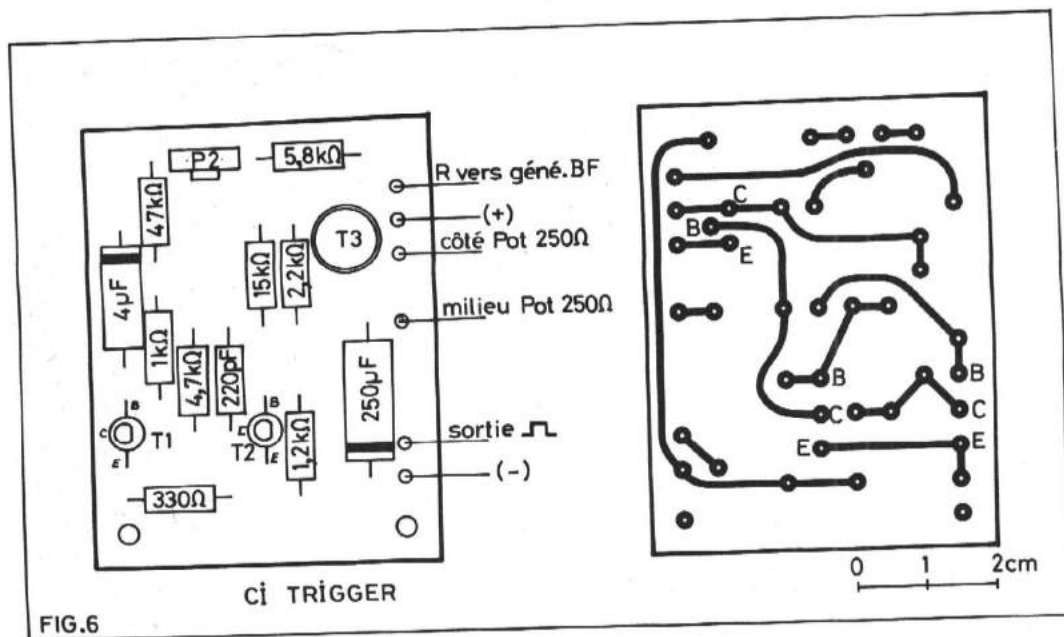 P2
5,8kΩ
R vers géné.BF
47kΩ
(+)
T3
côté Pot 250Ω
15kΩ
2,2kΩ
4µF
milieu Pot 250Ω
1kΩ
4,7kΩ
220pF
250µF
B
C
E
T1
B
E
E
T2
1,2kΩ
sortie
(-)
330Ω
Ci TRIGGER
C
B
E
B
B
C
C
E
E
0 1 2cm
FIG.6